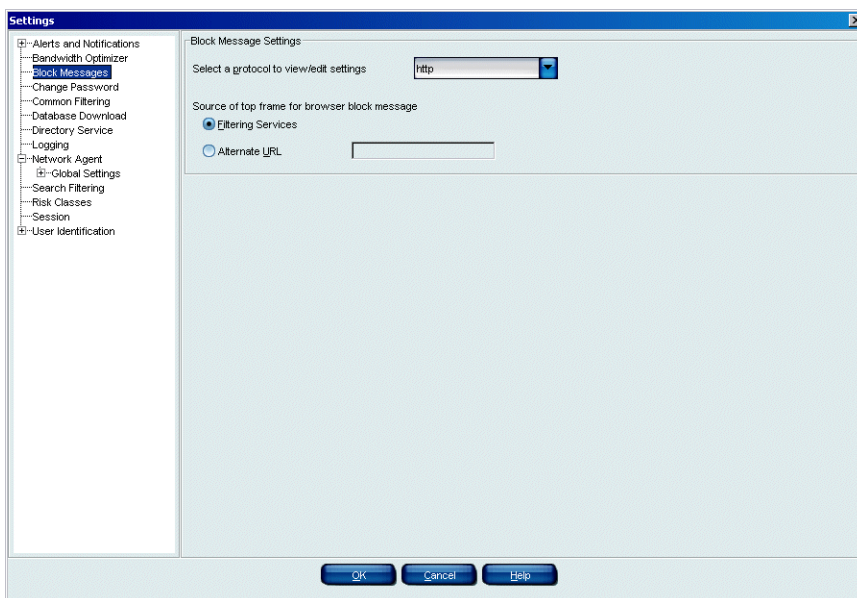 Settings
Alerts and Notifications
Bandwidth Optimizer
Block Messages
Change Password
Common Filtering
Database Download
Directory Service
Logging
Network Agent
Global Settings
Search Filtering
Risk Classes
Session
User Identification
Block Message Settings
Select a protocol to view/edit settings
http
Source of top frame for browser block message
Filtering Services
Alternate URL
OK
Cancel
Help